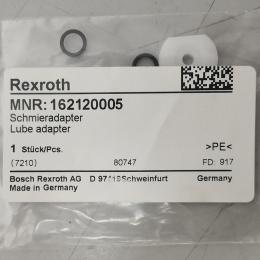 Rexroth
MNR: 162120005
Schmieradapter
Lube adapter
1 Stück/Pcs. >PE<
(7210) 80747 FD: 917
Bosch Rexroth AG D Schweinfurt Germany
Made in Germany